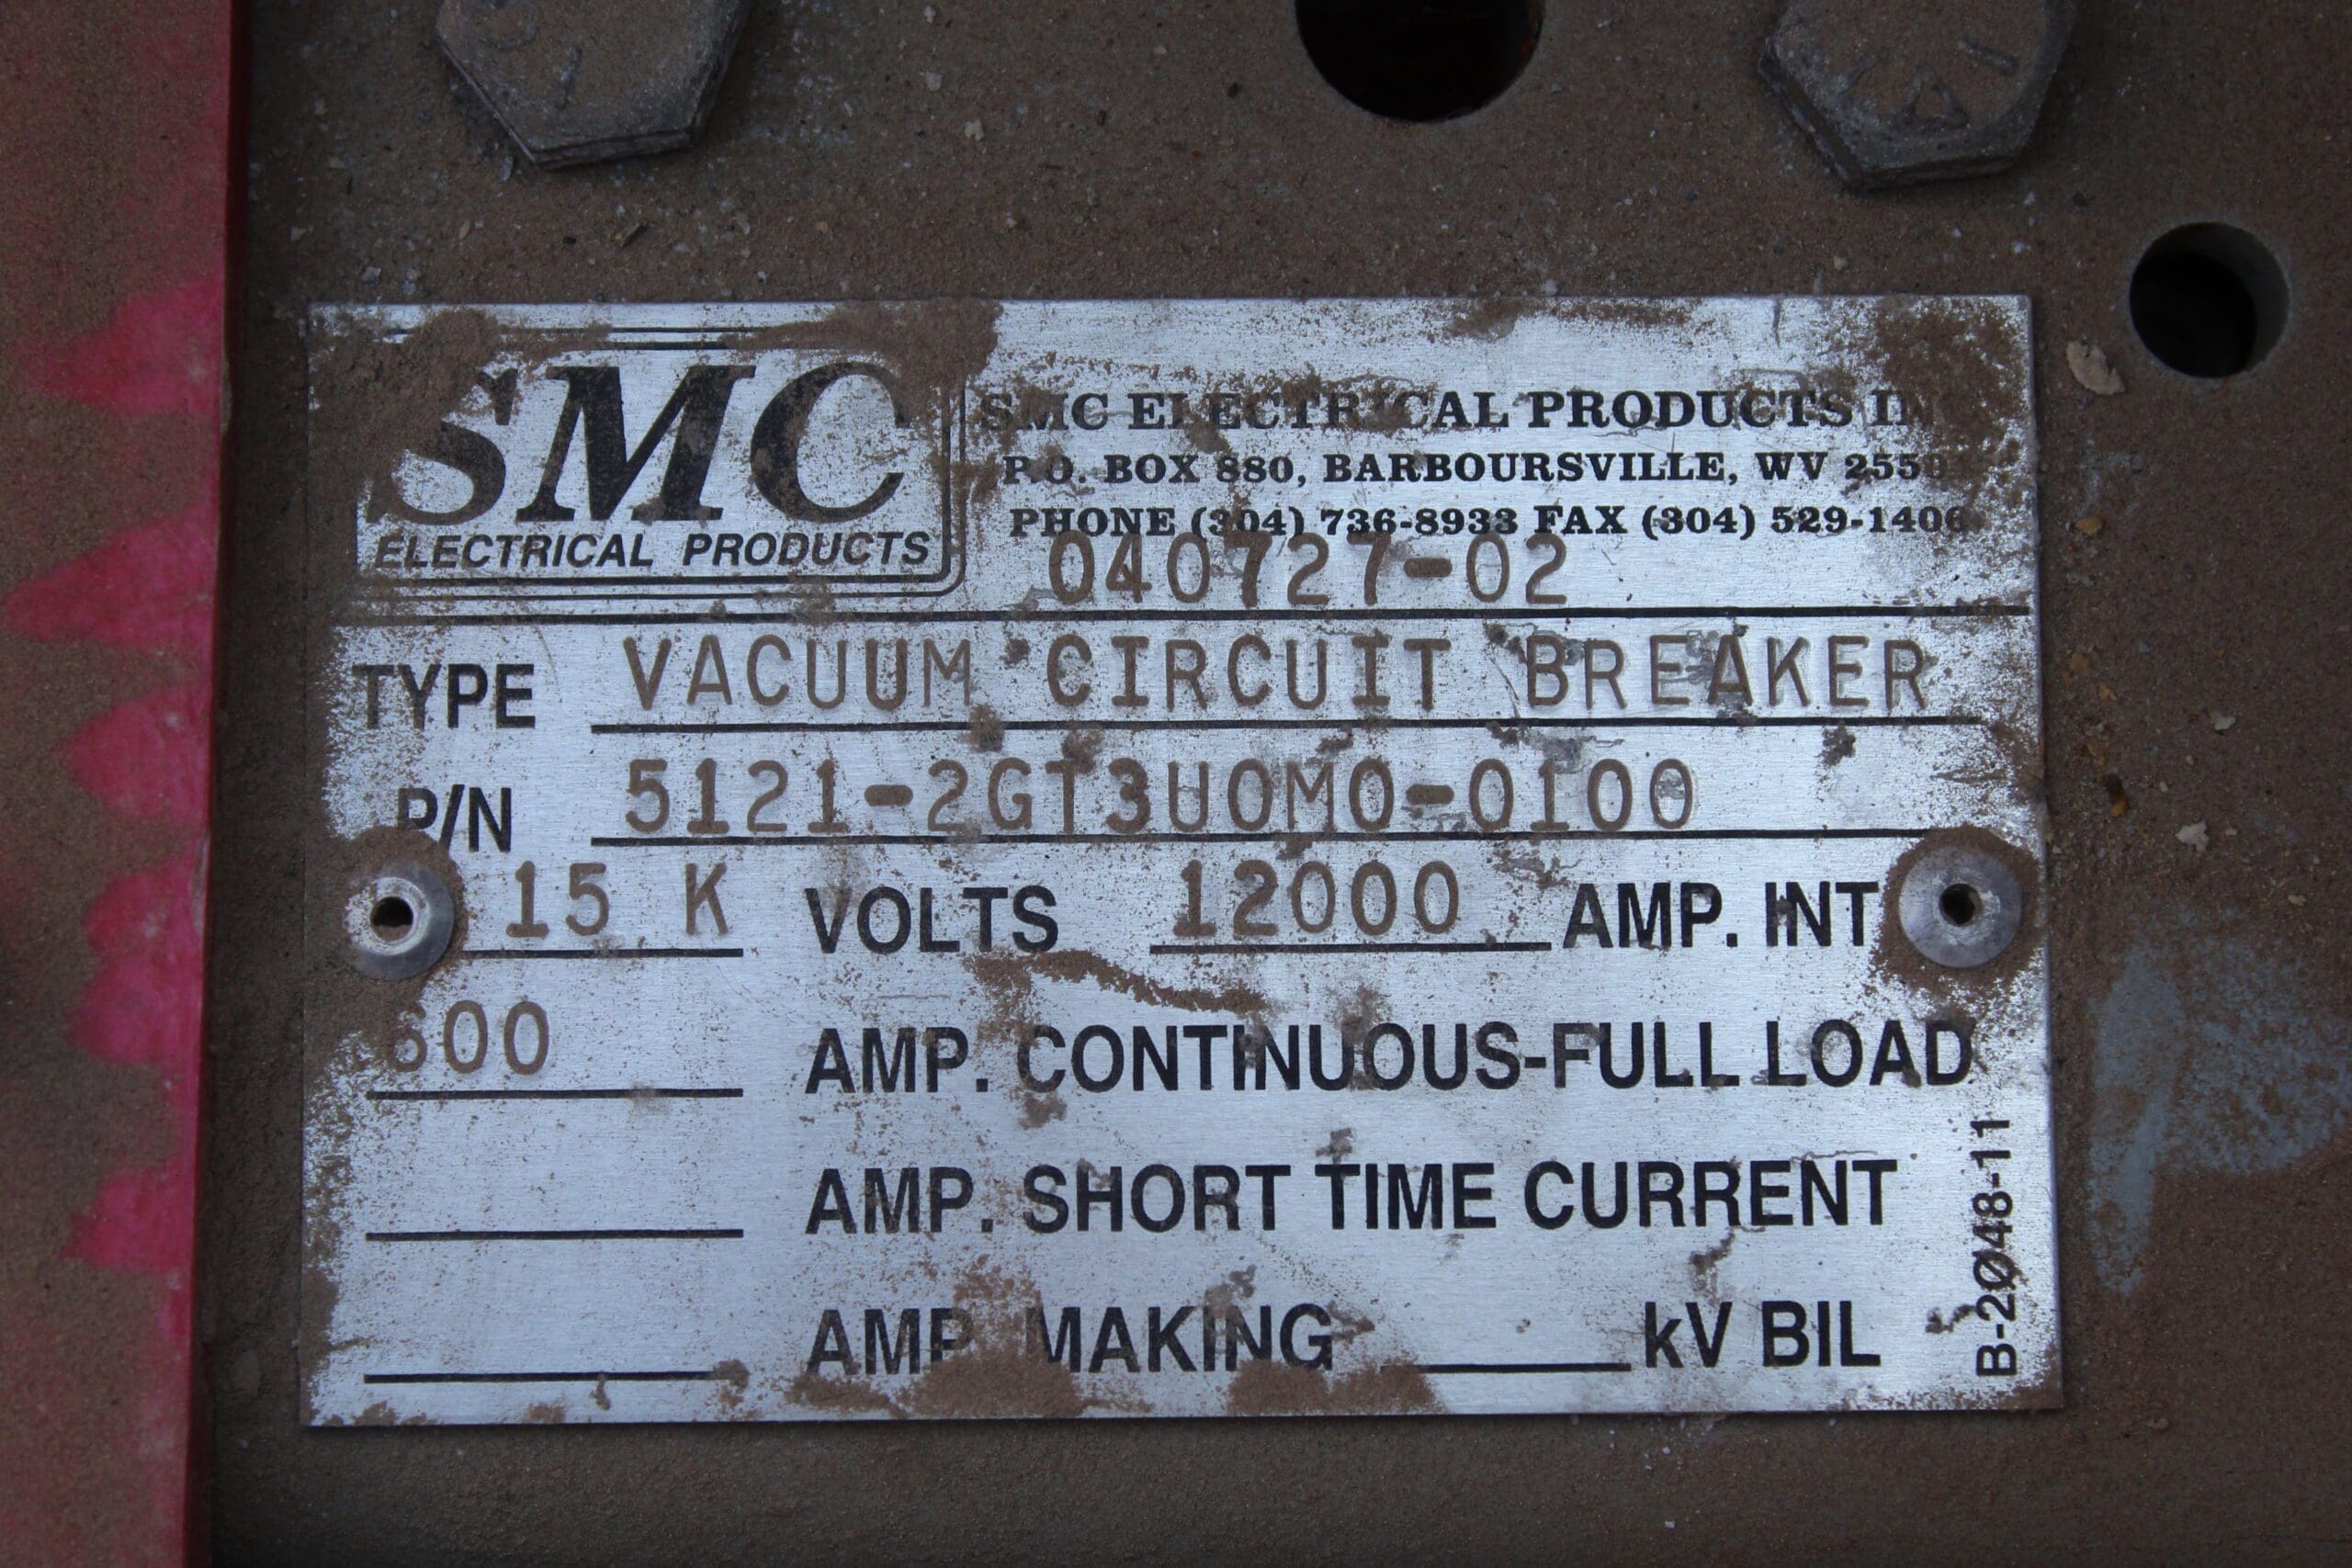 SMC
ELECTRICAL PRODUCTS
SMC ELECTRICAL PRODUCTS
P.O. BOX 880, BARBOURSVILLE, WV
PHONE (304) 736-8933 FAX (304) 529-1406
040727-02
TYPE VACUUM CIRCUIT BREAKER
P/N 5121-2GT3U0M0-0100
15 K VOLTS 12000 AMP. INT
600 AMP. CONTINUOUS-FULL LOAD
AMP. SHORT TIME CURRENT
AMP. MAKING kV BIL
B-2048-11